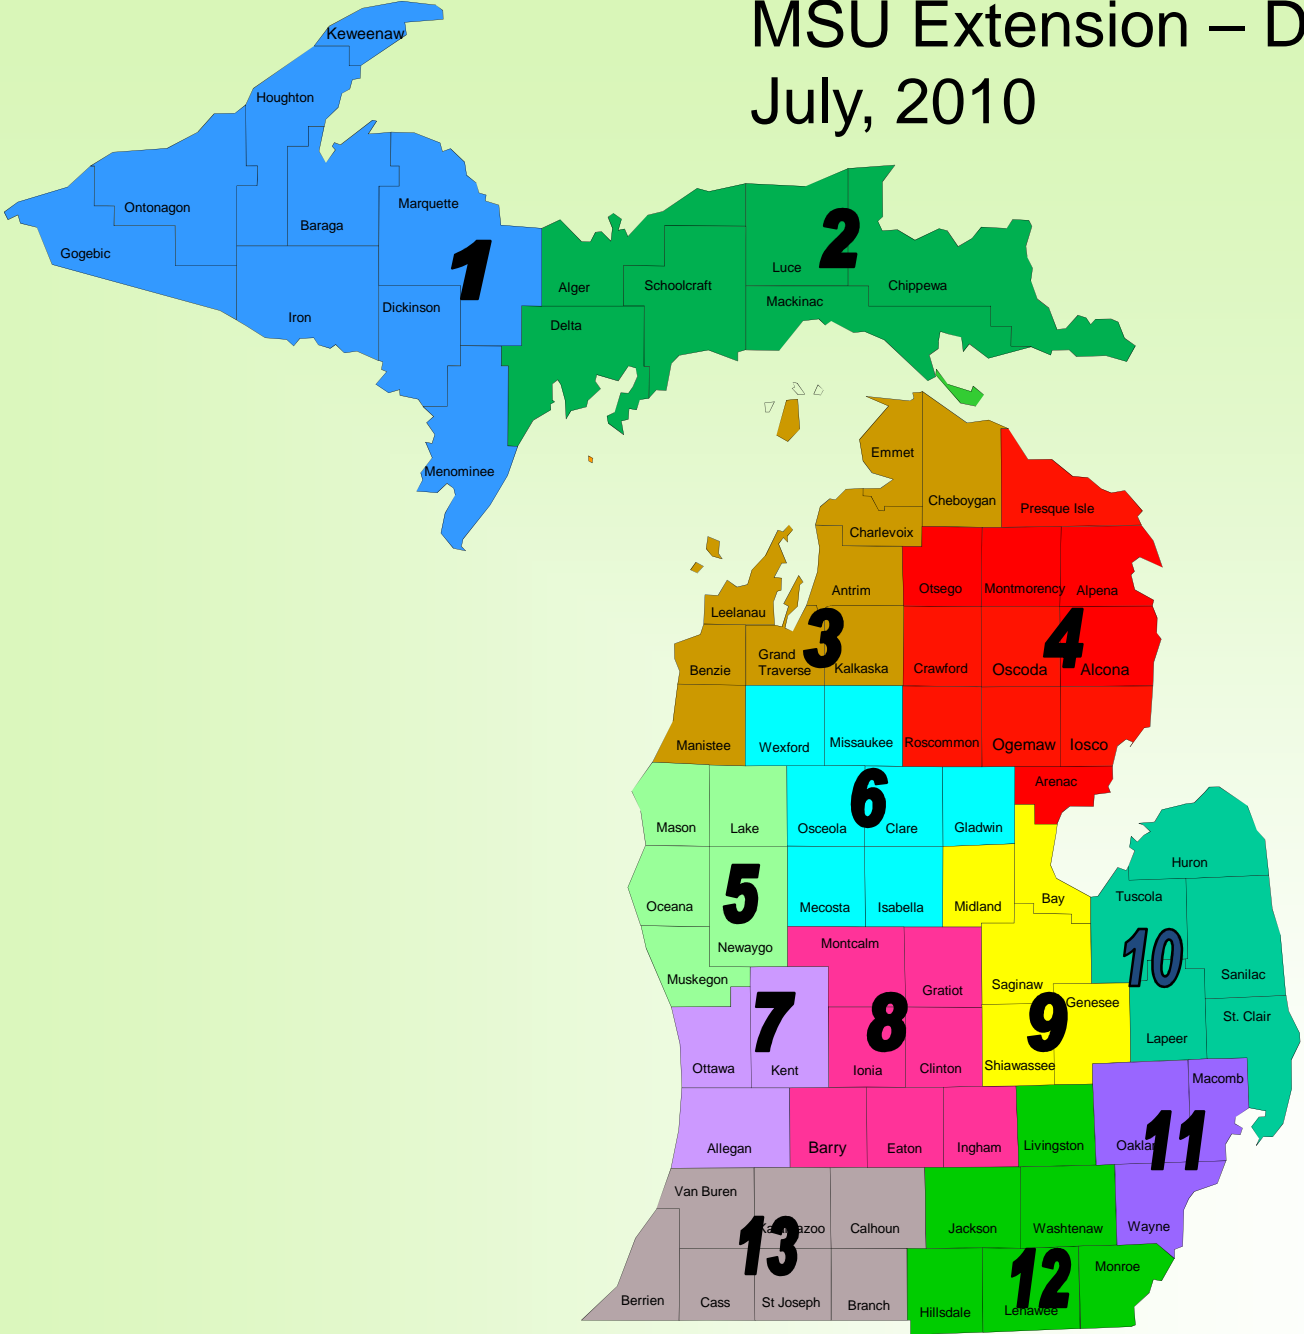 MSU Extension – D
July, 2010
Keweenaw
Houghton
Ontonagon
Baraga
Marquette
Gogebic
1
2
Iron
Dickinson
Alger
Schoolcraft
Luce
Chippewa
Mackinac
Delta
Menominee
Emmet
Cheboygan
Presque Isle
Charlevoix
Antrim
Otsego
Montmorency
Alpena
Leelanau
3
4
Grand
Traverse
Benzie
Kalkaska
Crawford
Oscoda
Alcona
Manistee
Wexford
Missaukee
Roscommon
Ogemaw
Iosco
Arenac
6
Mason
Lake
Osceola
Clare
Gladwin
Huron
5
Oceana
Mecosta
Isabella
Midland
Bay
Tuscola
Newaygo
Montcalm
10
Muskegon
Gratiot
Saginaw
Genesee
Sanilac
7
8
9
St. Clair
Ottawa
Kent
Ionia
Clinton
Shiawassee
Lapeer
Macomb
Allegan
Barry
Eaton
Ingham
Livingston
11
Van Buren
Calhoun
Jackson
Washtenaw
Wayne
13
12
Monroe
Berrien
Cass
St Joseph
Branch
Hillsdale
Lenawee